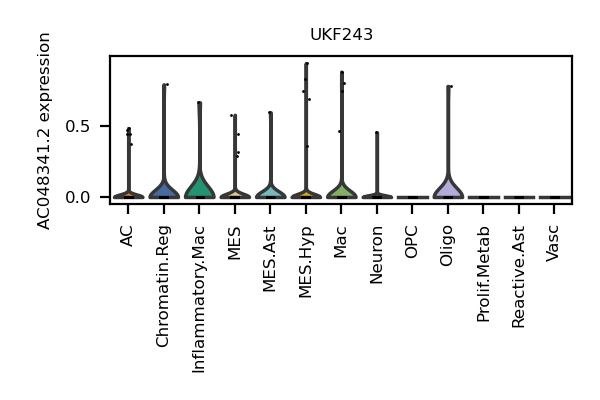 UKF243
AC048341.2 expression
0.5
0.0
AC
Chromatin.Reg
Inflammatory.Mac
MES
MES.Ast
MES.Hyp
Mac
Neuron
OPC
Oligo
Prolif.Metab
Reactive.Ast
Vasc